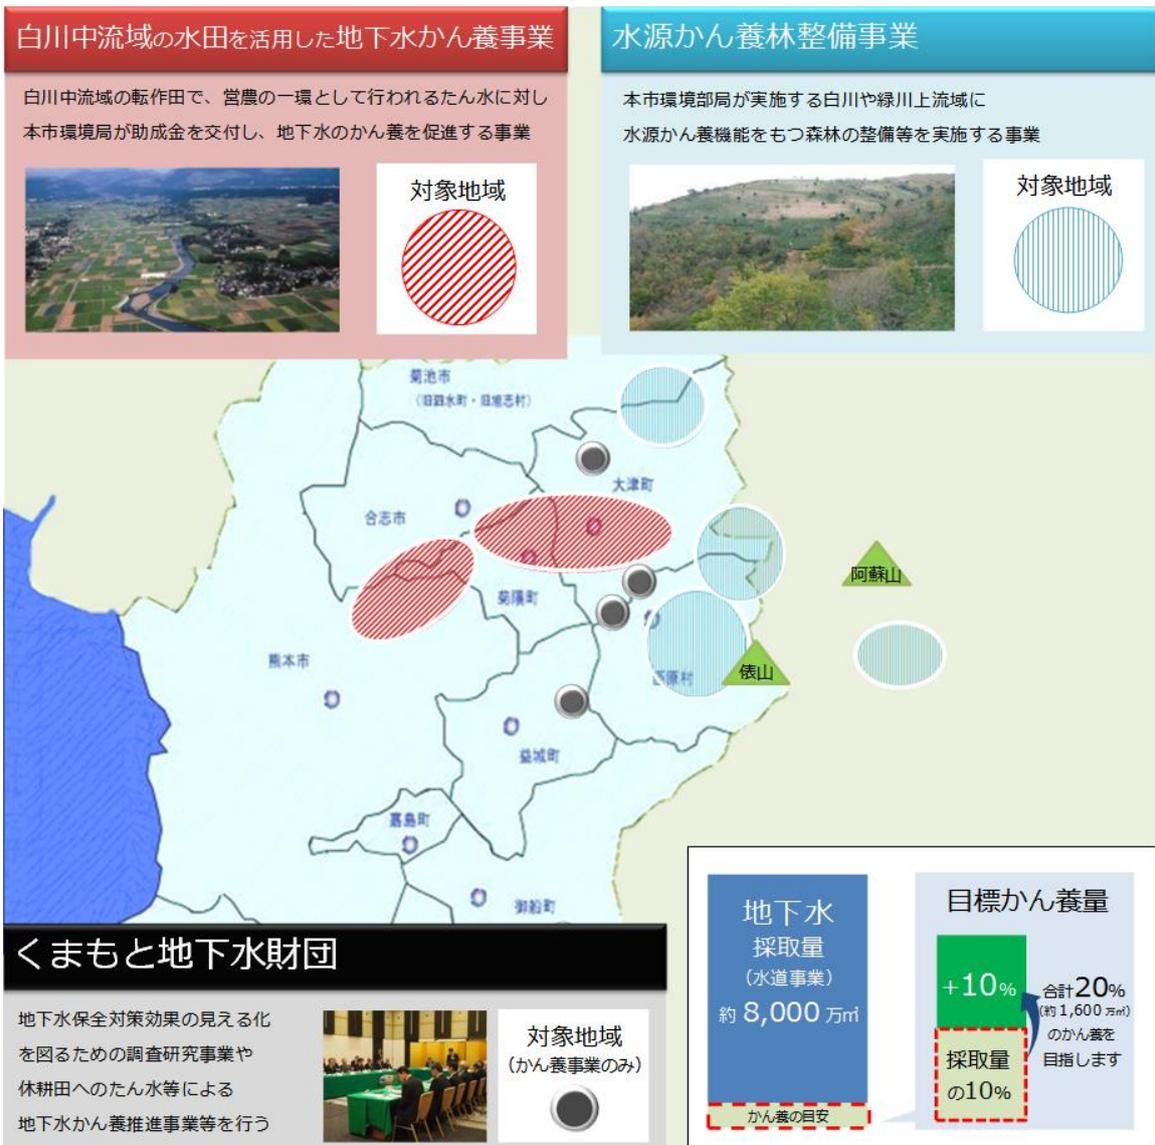 白川中流域の水田を活用した地下水かん養事業
白川中流域の転作田で、営農の一環として行われるたん水に対し
本市環境局が助成金を交付し、地下水のかん養を促進する事業
対象地域
水源かん養林整備事業
本市環境部局が実施する白川や緑川上流域に
水源かん養機能をもつ森林の整備等を実施する事業
対象地域
菊池市
(旧泗水町・旧旭志村)
大津町
合志市
菊陽町
阿蘇山
熊本市
俵山
西原村
益城町
嘉島町
御船町
くまもと地下水財団
地下水保全対策効果の見える化
を図るための調査研究事業や
休耕田へのたん水等による
地下水かん養推進事業等を行う
対象地域
(かん養事業のみ)
地下水
採取量
(水道事業)
約 8,000 万㎥
かん養の目安
目標かん養量
+10%
採取量
の10%
合計20%
(約 1,600 万㎥)
のかん養を
目指します